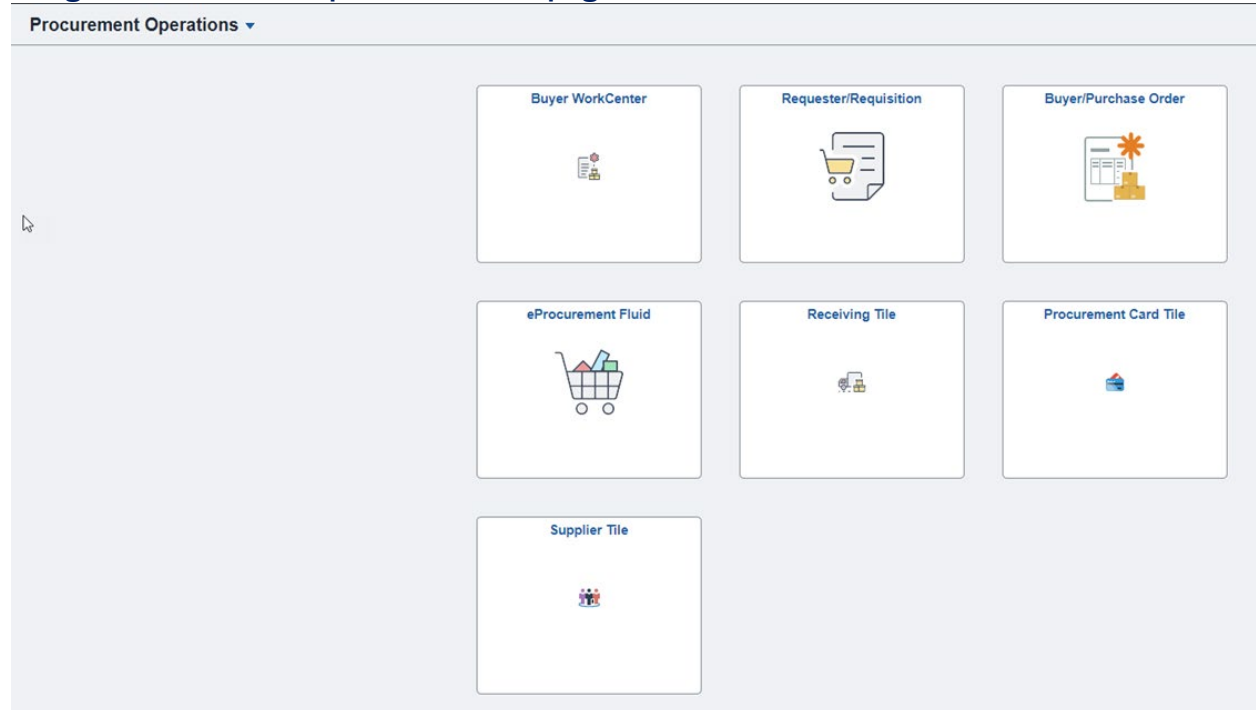 Procurement Operations
Buyer WorkCenter
Requester/Requisition
Buyer/Purchase Order
eProcurement Fluid
Receiving Tile
Procurement Card Tile
Supplier Tile